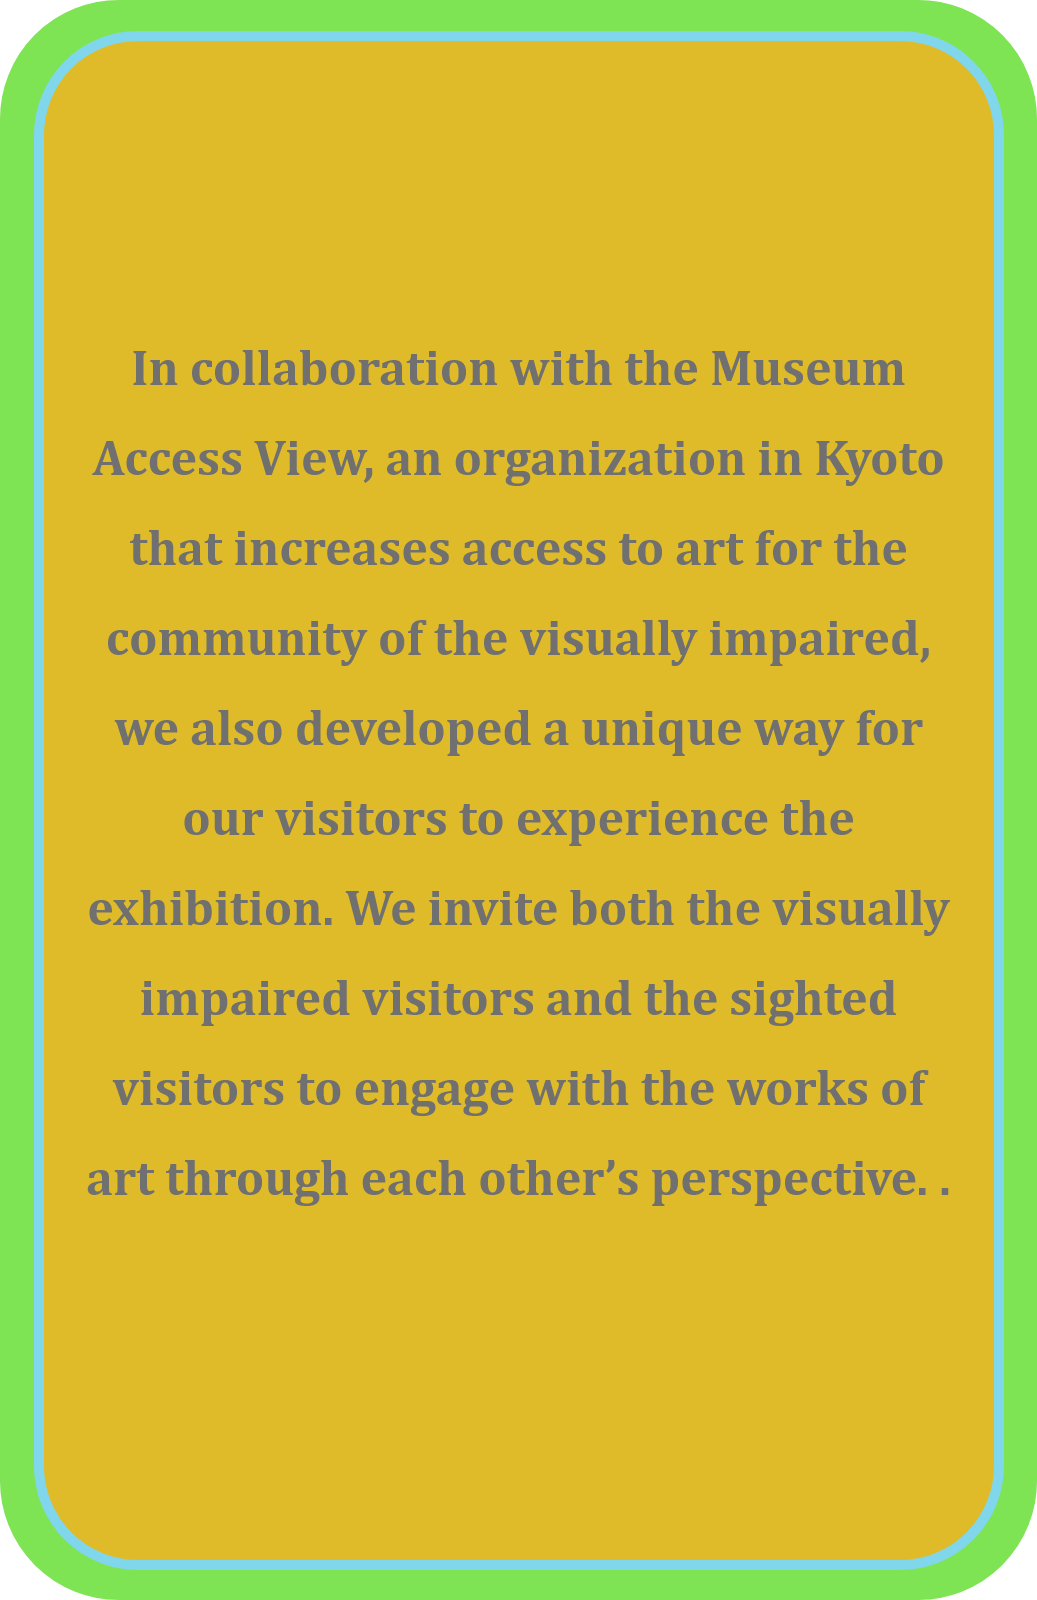 In collaboration with the Museum
Access View, an organization in Kyoto
that increases access to art for the
community of the visually impaired,
we also developed a unique way for
our visitors to experience the
exhibition. We invite both the visually
impaired visitors and the sighted
visitors to engage with the works of
art through each other’s perspective. .